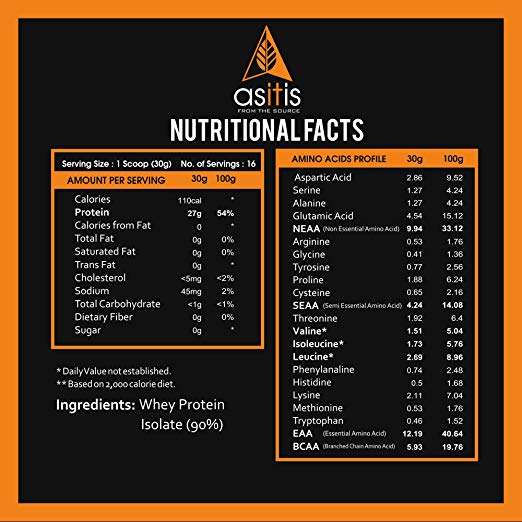 asitis
FROM THE SOURCE
NUTRITIONAL FACTS
Serving Size : 1 Scoop (30g) No. of Servings : 16
AMOUNT PER SERVING 30g 100g
Calories 110cal *
Protein 27g 54%
Calories from Fat 0 *
Total Fat 0g 0%
Saturated Fat 0g 0%
Trans Fat 0g *
Cholesterol <5mg <2%
Sodium 45mg 2%
Total Carbohydrate <1g <1%
Dietary Fiber 0g 0%
Sugar 0g *
* Daily Value not established.
** Based on 2,000 calorie diet.
Ingredients: Whey Protein
Isolate (90%)
AMINO ACIDS PROFILE 30g 100g
Aspartic Acid 2.86 9.52
Serine 1.27 4.24
Alanine 1.27 4.24
Glutamic Acid 4.54 15.12
NEAA (Non Essential Amino Acid) 9.94 33.12
Arginine 0.53 1.76
Glycine 0.41 1.36
Tyrosine 0.77 2.56
Proline 1.88 6.24
Cysteine 0.65 2.16
SEAA (Semi Essential Amino Acid) 4.24 14.08
Threonine 1.92 6.4
Valine* 1.51 5.04
Isoleucine* 1.73 5.76
Leucine* 2.69 8.96
Phenylanaline 0.74 2.48
Histidine 0.5 1.68
Lysine 2.11 7.04
Methionine 0.53 1.76
Tryptophan 0.46 1.52
EAA (Essential Amino Acid) 12.19 40.64
BCAA (Branched Chain Amino Acid) 5.93 19.76